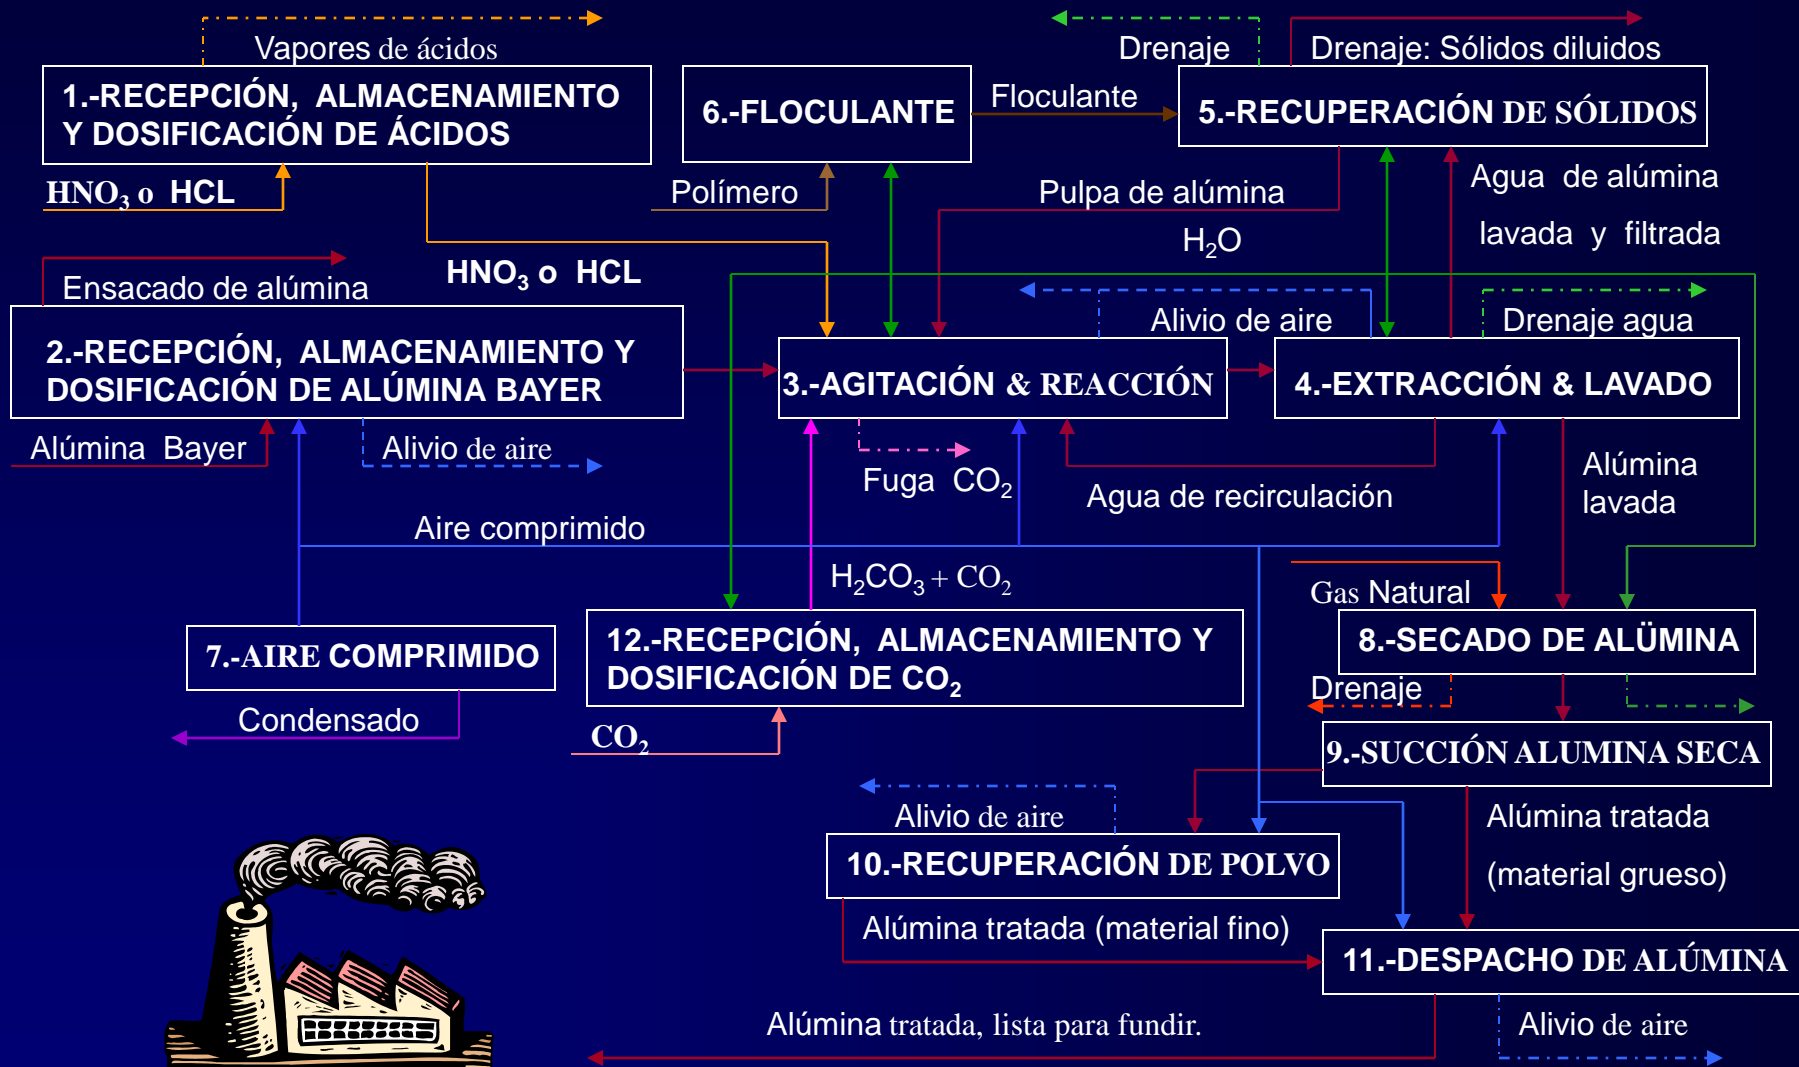 Vapores de ácidos
Drenaje
Drenaje: Sólidos diluidos
1.-RECEPCIÓN, ALMACENAMIENTO
Y DOSIFICACIÓN DE ÁCIDOS
6.-FLOCULANTE
Floculante
5.-RECUPERACIÓN DE SÓLIDOS
HNO₃ o HCL
Polímero
Pulpa de alúmina
Agua de alúmina
lavada y filtrada
H₂O
HNO₃ o HCL
Ensacado de alúmina
Alivio de aire
Drenaje agua
2.-RECEPCIÓN, ALMACENAMIENTO Y
DOSIFICACIÓN DE ALÚMINA BAYER
3.-AGITACIÓN & REACCIÓN
4.-EXTRACCIÓN & LAVADO
Alúmina Bayer
Alivio de aire
Fuga CO₂
Agua de recirculación
Alúmina
lavada
Aire comprimido
H₂CO₃ + CO₂
Gas Natural
7.-AIRE COMPRIMIDO
12.-RECEPCIÓN, ALMACENAMIENTO Y
DOSIFICACIÓN DE CO₂
8.-SECADO DE ALÜMINA
Drenaje
Condensado
CO₂
9.-SUCCIÓN ALUMINA SECA
Alivio de aire
Alúmina tratada
(material grueso)
10.-RECUPERACIÓN DE POLVO
Alúmina tratada (material fino)
11.-DESPACHO DE ALÚMINA
Alúmina tratada, lista para fundir.
Alivio de aire